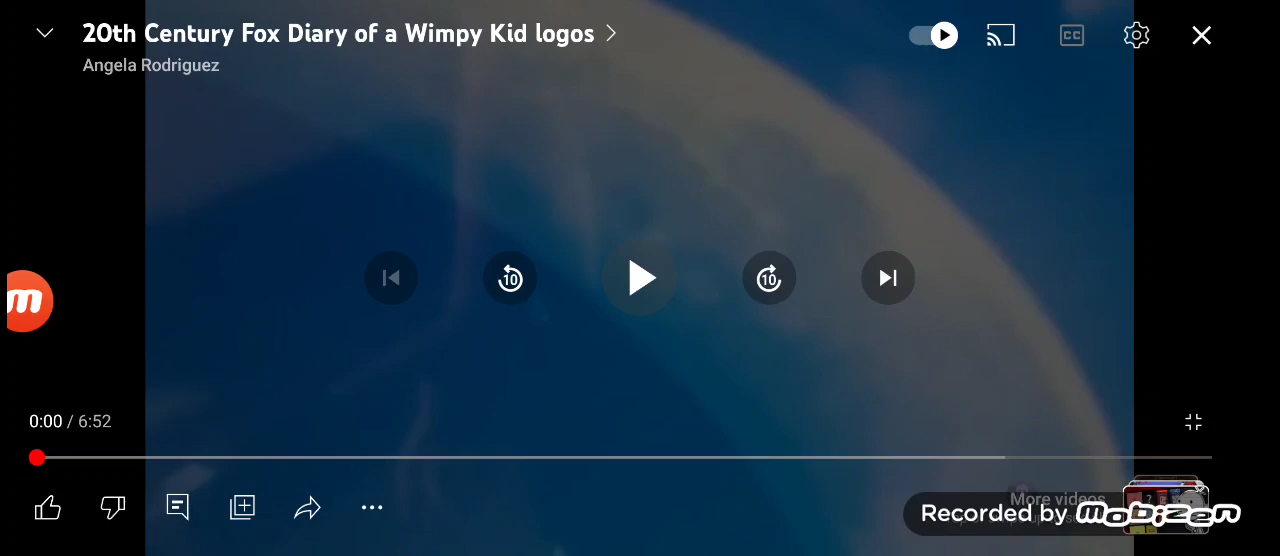 20th Century Fox Diary of a Wimpy Kid logos
Angela Rodriguez
CC
10
10
m
0:00 / 6:52
More videos
Recorded by MOBIZEN